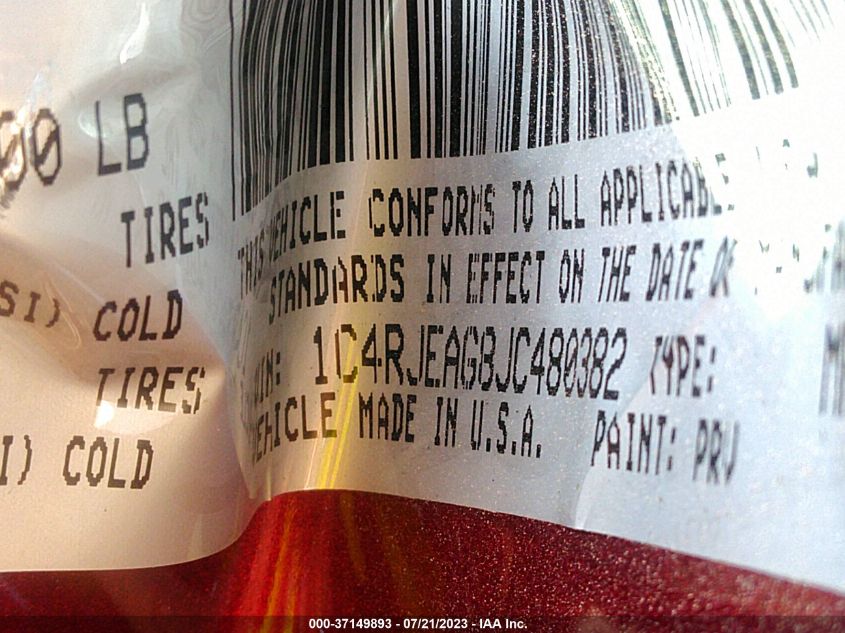 00 LB
TIRES
SI) COLD
TIRES
I) COLD
THIS VEHICLE CONFORMS TO ALL APPLICABLE
STANDARDS IN EFFECT ON THE DATE OF
VIN: 1C4RJEAG8JC480382 TYPE:
VEHICLE MADE IN U.S.A. PAINT: PRV
000-37149893 - 07/21/2023 - IAA Inc.